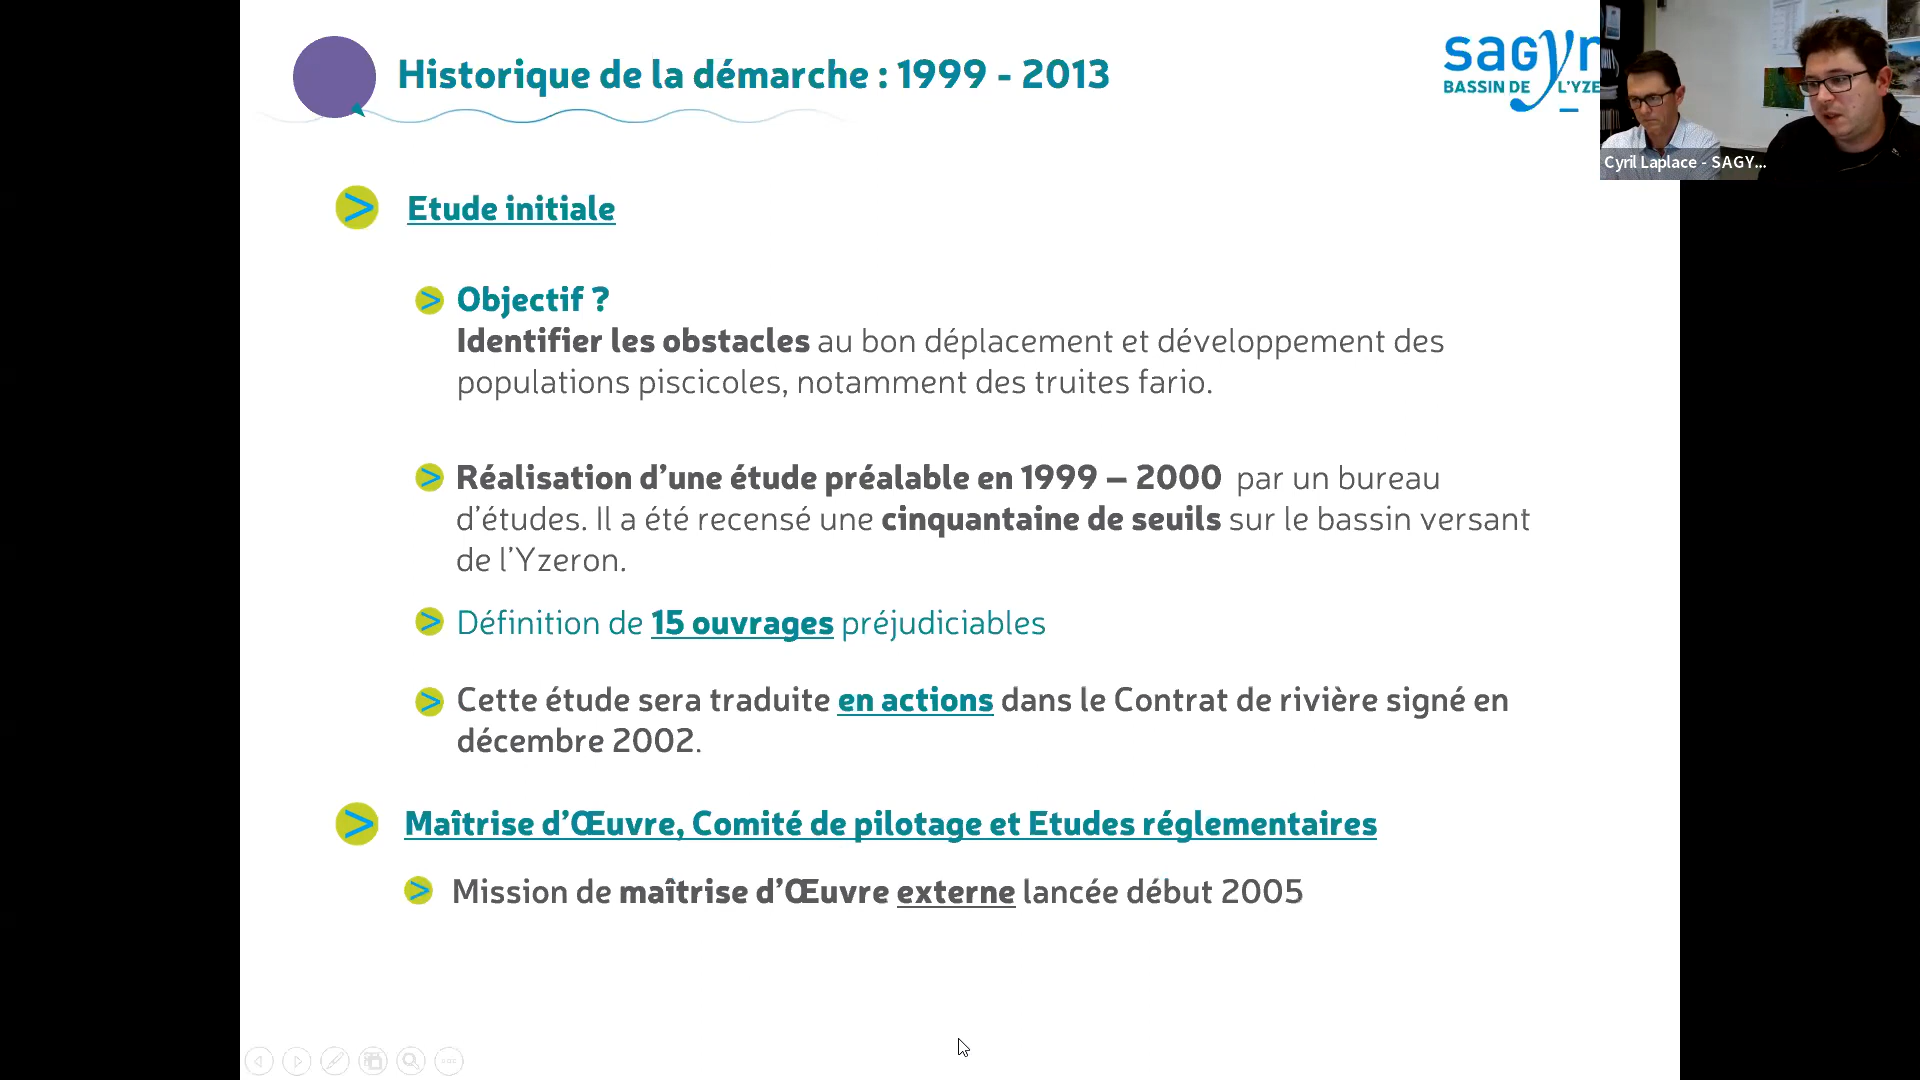 Historique de la démarche : 1999 - 2013
sagyr
BASSIN DE L'YZE
Cyril Laplace - SAGY...
> Etude initiale
> Objectif ?
Identifier les obstacles au bon déplacement et développement des
populations piscicoles, notamment des truites fario.
> Réalisation d’une étude préalable en 1999 – 2000 par un bureau
d’études. Il a été recensé une cinquantaine de seuils sur le bassin versant
de l’Yzeron.
> Définition de 15 ouvrages préjudiciables
> Cette étude sera traduite en actions dans le Contrat de rivière signé en
décembre 2002.
> Maîtrise d’Œuvre, Comité de pilotage et Etudes réglementaires
> Mission de maîtrise d’Œuvre externe lancée début 2005